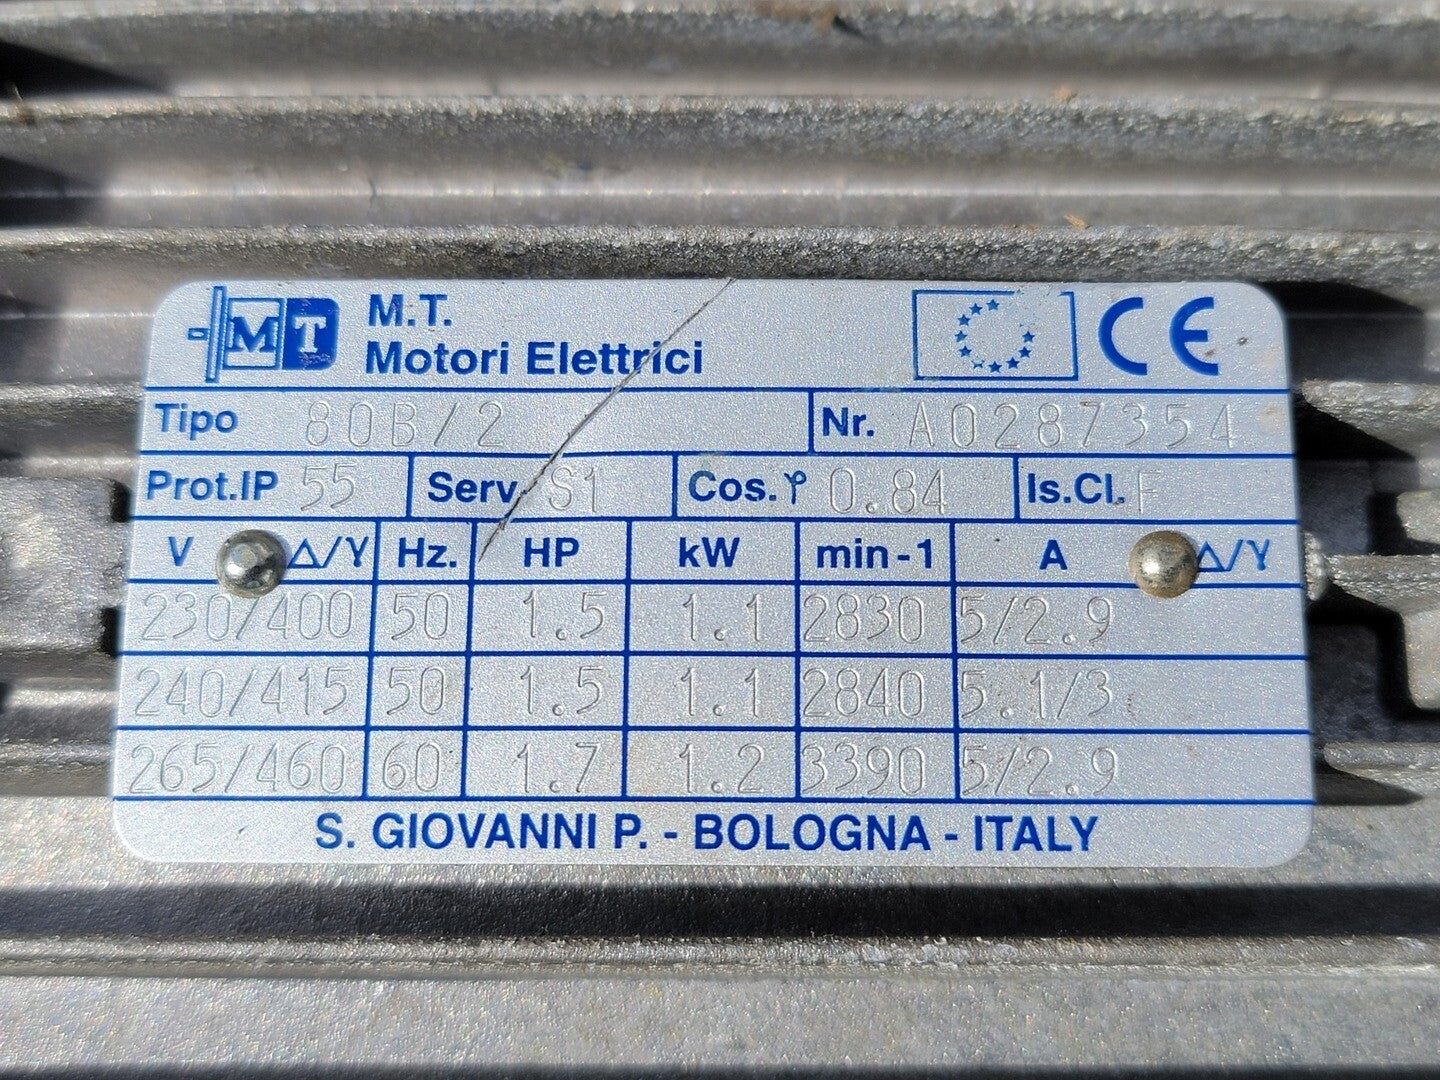 MT M.T.
Motori Elettrici CE
Tipo 80B/2 Nr. A0287354
Prot.IP 55 Serv. S1 Cos.φ 0.84 Is.Cl. F
V Δ/Y Hz. HP kW min-1 A Δ/Y
230/400 50 1.5 1.1 2830 5/2.9
240/415 50 1.5 1.1 2840 5.1/3
265/460 60 1.7 1.2 3390 5/2.9
S. GIOVANNI P. - BOLOGNA - ITALY